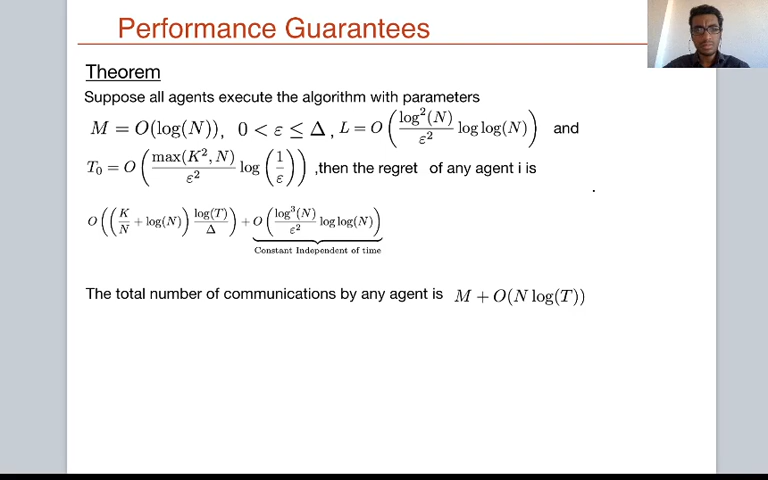 Performance Guarantees
Theorem
Suppose all agents execute the algorithm with parameters
M = O(log(N)), 0 < ε ≤ Δ , L = O(log²(N)/ε² log log(N)) and
T₀ = O(max(K², N)/ε² log(1/ε)) ,then the regret of any agent i is
O((K/N + log(N)) log(T)/Δ) + O(log³(N)/ε² log log(N))
Constant Independent of time
The total number of communications by any agent is M + O(N log(T))